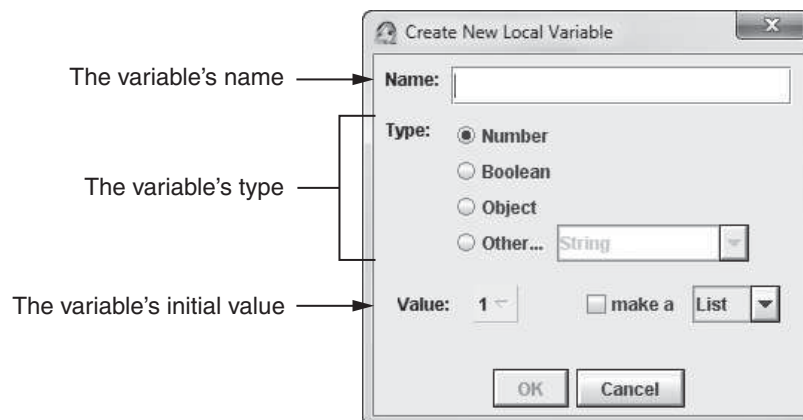 Create New Local Variable
The variable’s name
Name:
Type:
Number
Boolean
The variable’s type
Object
Other... String
The variable’s initial value
Value: 1 make a List
OK Cancel